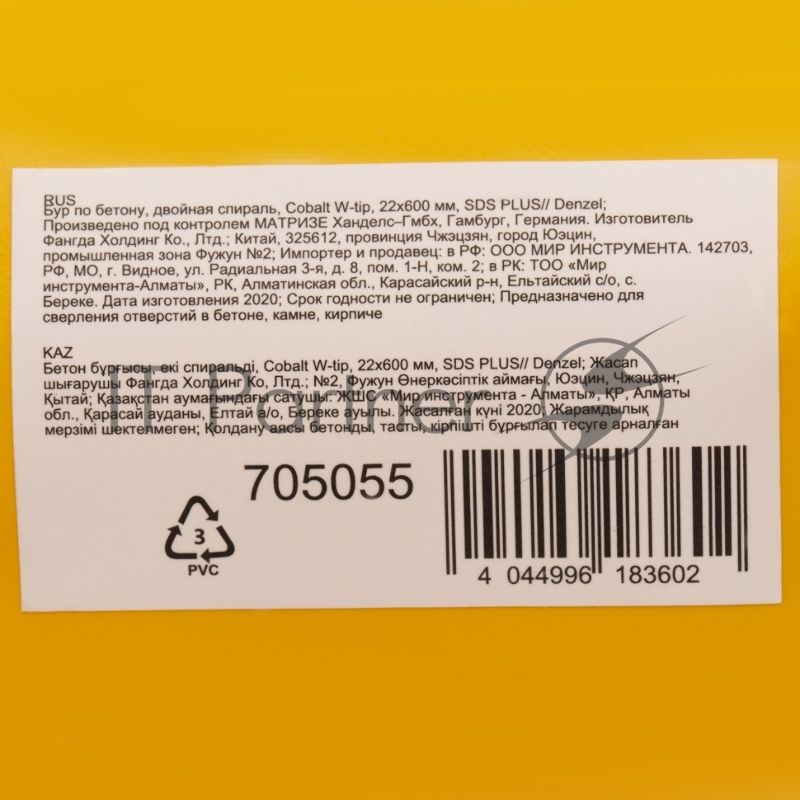 RUS
Бур по бетону, двойная спираль, Cobalt W-tip, 22х600 мм, SDS PLUS// Denzel;
Произведено под контролем МАТРИЗЕ Ханделс–Гмбх, Гамбург, Германия. Изготовитель
Фангда Холдинг Ко., Лтд.; Китай, 325612, провинция Чжэцзян, город Юэцин,
промышленная зона Фужун №2; Импортер и продавец: в РФ: ООО МИР ИНСТРУМЕНТА. 142703,
РФ, МО, г. Видное, ул. Радиальная 3-я, д. 8, пом. 1-Н, ком. 2; в РК: ТОО «Мир
инструмента-Алматы», РК, Алматинская обл., Карасайский р-н, Ельтайский с/о, с.
Береке. Дата изготовления 2020; Срок годности не ограничен; Предназначено для
сверления отверстий в бетоне, камне, кирпиче
KAZ
Бетон бұрғысы екі спиральді, Cobalt W-tip, 22х600 мм, SDS PLUS// Denzel; Жасап
шығарушы Фангда Холдинг Ко, Лтд.; №2, Фужун Өнеркәсіптік аймағы, Юэцин, Чжэцзян,
Қытай; Қазақстан аумағындағы сатушы: ЖШС «Мир инструмента - Алматы», ҚР, Алматы
обл., Қарасай ауданы, Елтай е/о, Береке ауылы. Жасалған күні 2020; Жарамдылық
мерзімі шектелмеген; Қолдану аясы бетонды, тасты, кірпішті бұрғылап тесуге арналған
IT Partner
705055
3
PVC
4 044996 183602